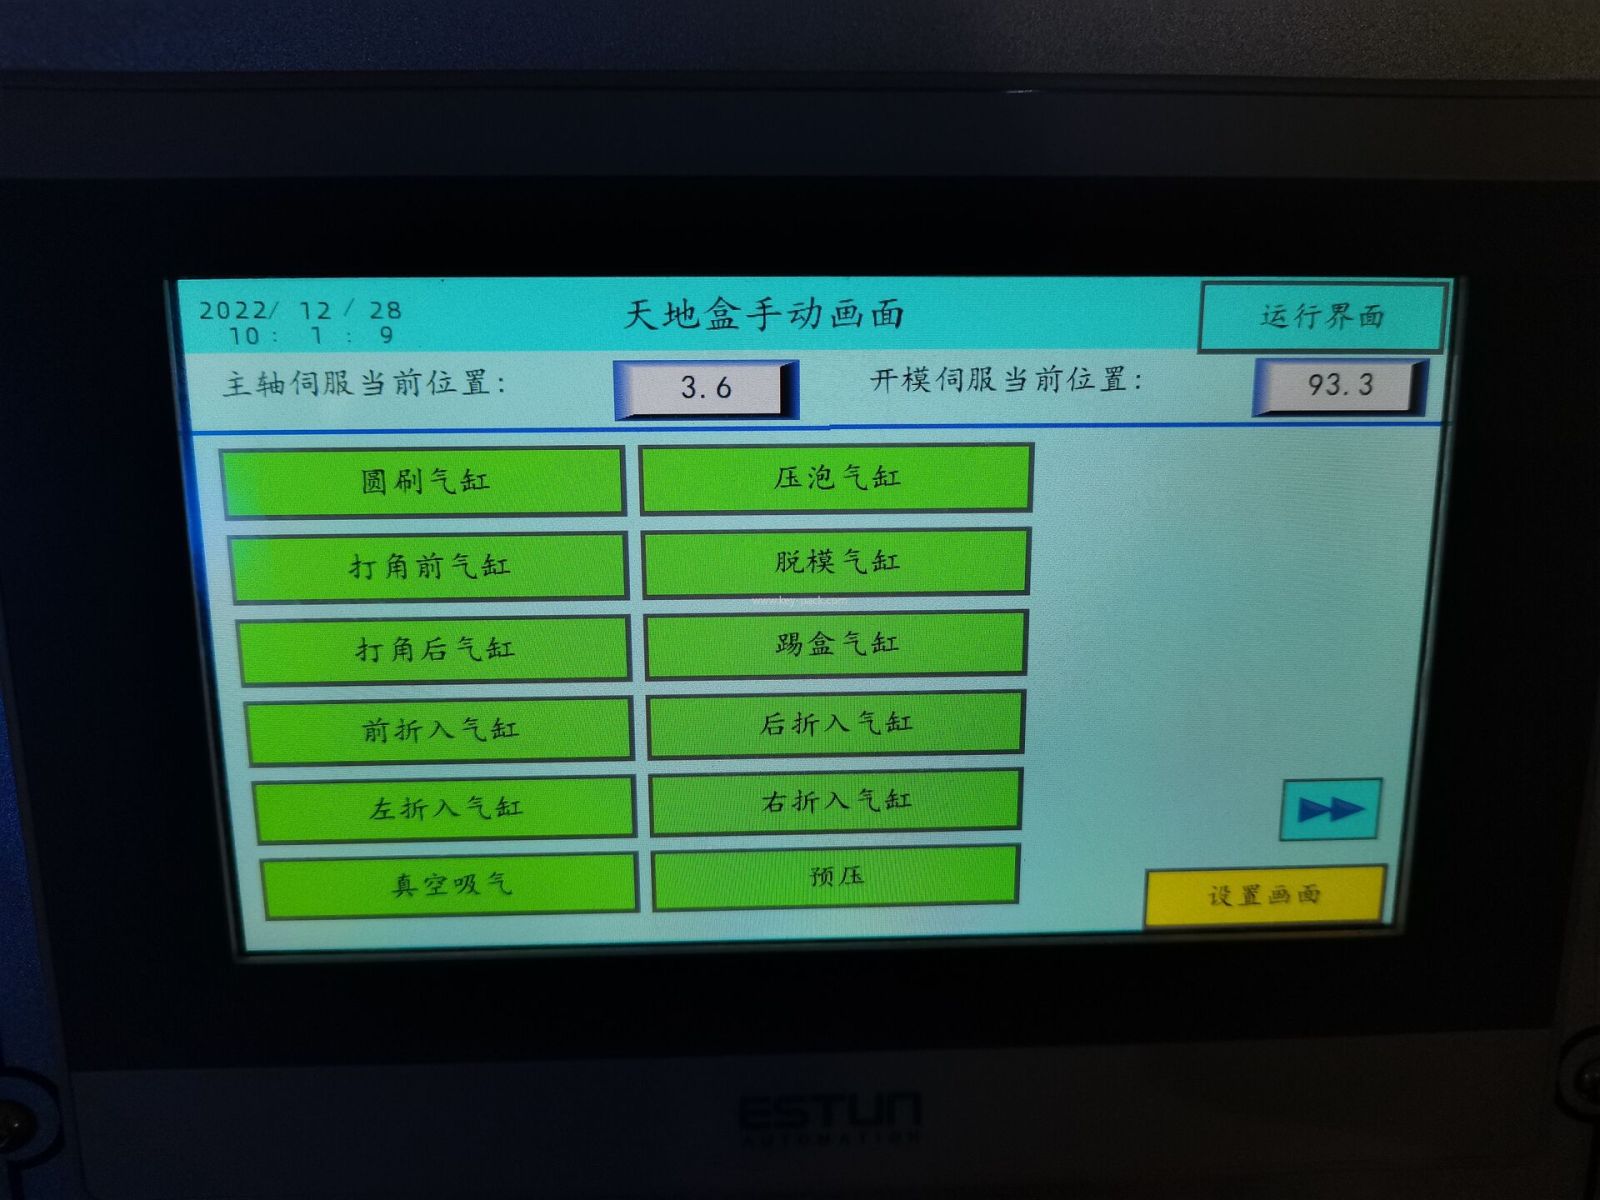 2022/ 12 / 28
10 : 1 : 9
天地盒手动画面
运行界面
主轴伺服当前位置:
3.6
开模伺服当前位置:
93.3
圆刷气缸
压泡气缸
打角前气缸
脱模气缸
www.key-pack.com
打角后气缸
踢盒气缸
前折入气缸
后折入气缸
左折入气缸
右折入气缸
真空吸气
预压
设置画面
ESTUN
AUTOMATION